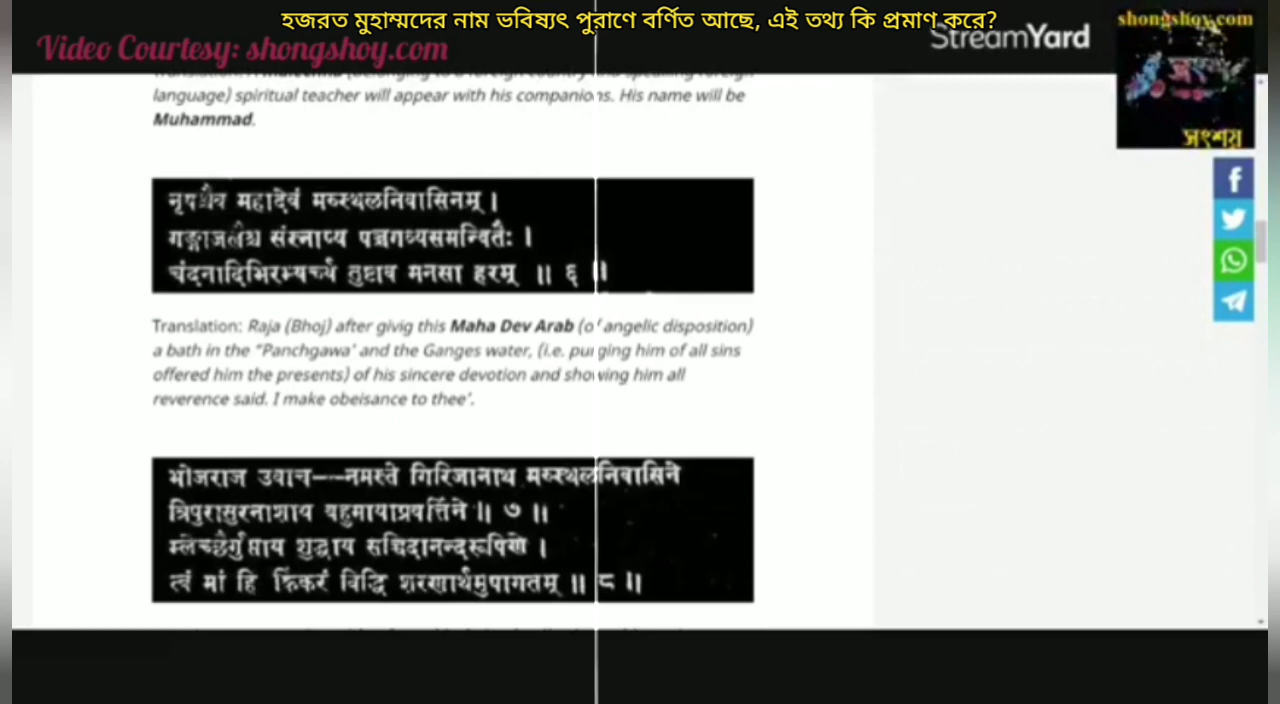 হজরত মুহাম্মদের নাম ভবিষ্যৎ পুরাণে বর্ণিত আছে, এই তথ্য কি প্রমাণ করে?
Video Courtesy: shongshoy.com
StreamYard
shongshoy.com
সংশয়
language) spiritual teacher will appear with his companions. His name will be
Muhammad.
नृपश्चैव महादेवं मरुस्थलनिवासिनम् ।
गङ्गाजलैश्च संस्नाप्य पञ्चगव्यसमन्वितैः ।
चंदनादिभिरभ्यर्च्य तुष्टाव मनसा हरम् ॥ ६ ॥
Translation: Raja (Bhoj) after givig this Maha Dev Arab (of angelic disposition)
a bath in the "Panchgawa' and the Ganges water, (i.e. purging him of all sins
offered him the presents) of his sincere devotion and showing him all
reverence said. I make obeisance to thee'.
भोजराज उवाच—नमस्ते गिरिजानाथ मरुस्थलनिवासिने
त्रिपुरासुरनाशाय बहुमायाप्रवर्त्तिने ॥ ७ ॥
म्लेच्छैर्गुप्ताय शुद्धाय सच्चिदानन्दरूपिणे ।
त्वं मां हि किंकरं विद्धि शरणार्थमुपागतम् ॥ ८ ॥